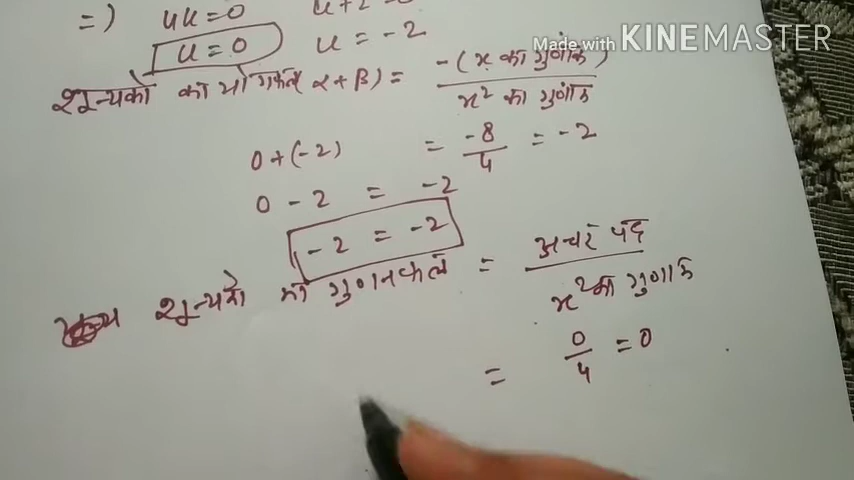 =) 4u = 0 u + 2 = 0
u = 0 u = -2
Made with KINEMASTER
शून्यकों का योगफल (α + β) = -(x का गुणांक) / x² का गुणांक
0 + (-2) = -8/4 = -2
0 - 2 = -2
-2 = -2
शून्यको का गुणनफल = अचर पद / x² का गुणांक
= 0/4 = 0